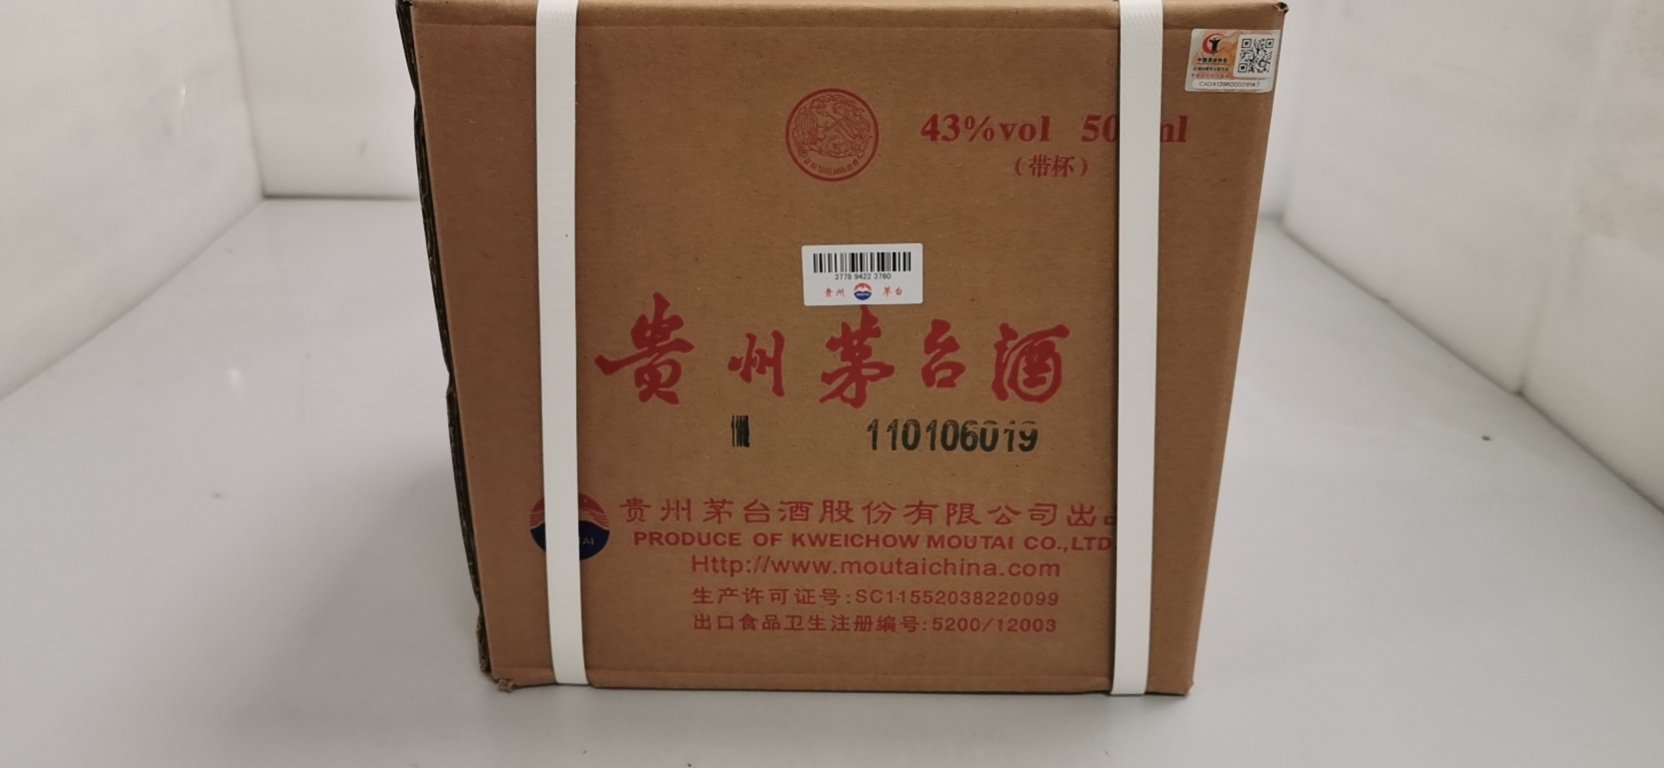 43%vol 50 ml
（带杯）
3778 9422 3760
贵州 茅台
贵州茅台酒
110106019
贵州茅台酒股份有限公司出品
PRODUCE OF KWEICHOW MOUTAI CO.,LTD
Http://www.moutaichina.com
生产许可证号:SC11552038220099
出口食品卫生注册编号:5200/12003